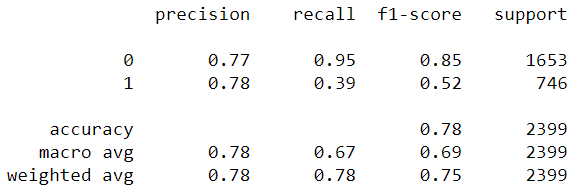 precision recall f1-score support
0 0.77 0.95 0.85 1653
1 0.78 0.39 0.52 746
accuracy 0.78 2399
macro avg 0.78 0.67 0.69 2399
weighted avg 0.78 0.78 0.75 2399